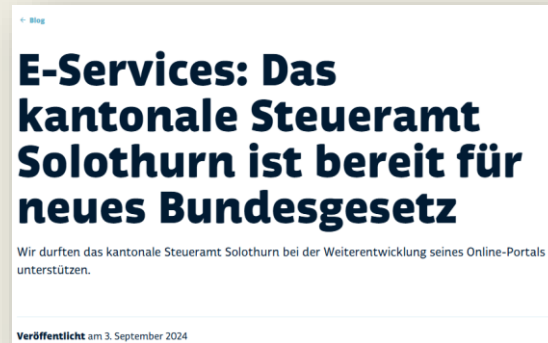 ← Blog
E-Services: Das
kantonale Steueramt
Solothurn ist bereit für
neues Bundesgesetz
Wir durften das kantonale Steueramt Solothurn bei der Weiterentwicklung seines Online-Portals
unterstützen.
Veröffentlicht am 3. September 2024